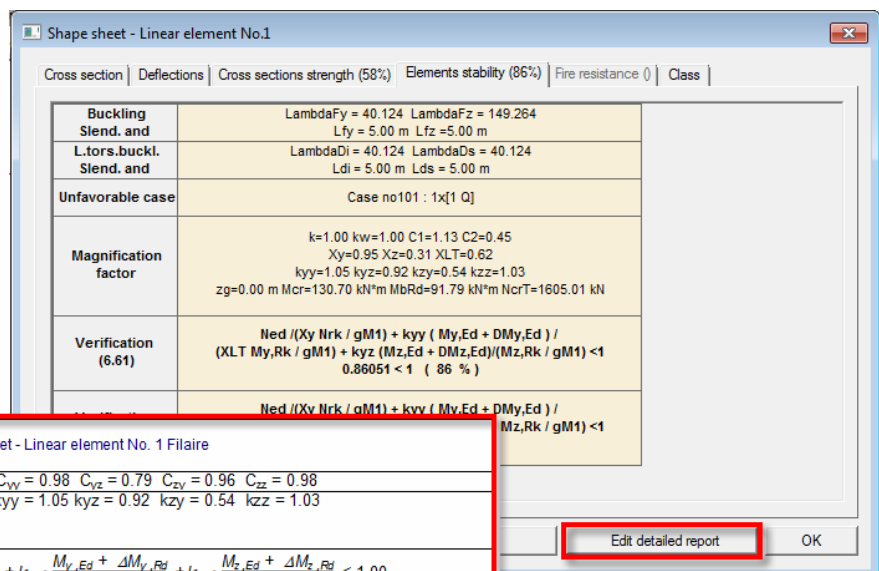 Shape sheet - Linear element No.1
Cross section | Deflections | Cross sections strength (58%) | Elements stability (86%) | Fire resistance () | Class
Buckling
Slend. and
LambdaFy = 40.124 LambdaFz = 149.264
Lfy = 5.00 m Lfz =5.00 m
L.tors.buckl.
Slend. and
LambdaDi = 40.124 LambdaDs = 40.124
Ldi = 5.00 m Lds = 5.00 m
Unfavorable case
Case no101 : 1x[1 Q]
Magnification
factor
k=1.00 kw=1.00 C1=1.13 C2=0.45
Xy=0.95 Xz=0.31 XLT=0.62
kyy=1.05 kyz=0.92 kzy=0.54 kzz=1.03
zg=0.00 m Mcr=130.70 kN*m MbRd=91.79 kN*m NcrT=1605.01 kN
Verification
(6.61)
Ned /(Xy Nrk / gM1) + kyy ( My,Ed + DMy,Ed ) /
(XLT My,Rk / gM1) + kyz (Mz,Ed + DMz,Ed)/(Mz,Rk / gM1) <1
0.86051 < 1 ( 86 % )
Ned /(Xy Nrk / gM1) + kyy ( My,Ed + DMy,Ed ) /
Mz,Rk / gM1) <1
et - Linear element No. 1 Filaire
Cyy = 0.98 Cyz = 0.79 Czy = 0.96 Czz = 0.98
kyy = 1.05 kyz = 0.92 kzy = 0.54 kzz = 1.03
My,Ed + ΔMy,Rd Mz,Ed + ΔMz,Rd
Edit detailed report
OK